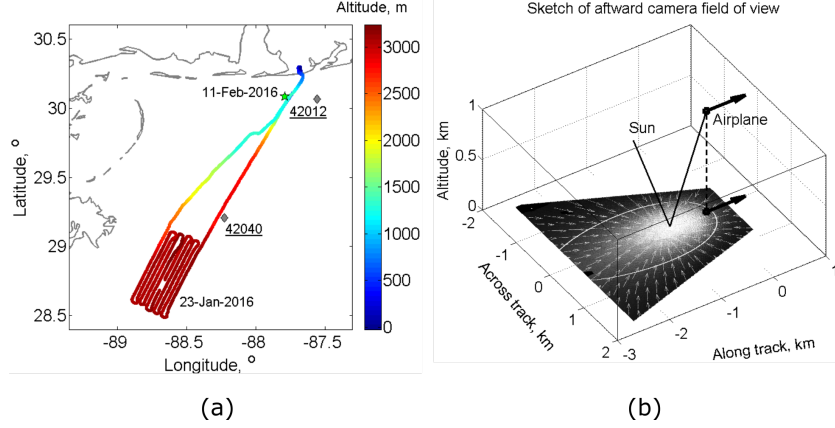 Altitude, m
30.5
30
29.5
29
28.5
Latitude, °
-89
-88.5
-88
-87.5
Longitude, °
11-Feb-2016
42012
42040
23-Jan-2016
3000
2500
2000
1500
1000
500
0
(a)
Sketch of aftward camera field of view
1
0.5
0
Altitude, km
Sun
Airplane
-2
-1
0
1
2
Across track, km
-3
-2
-1
0
1
Along track, km
(b)